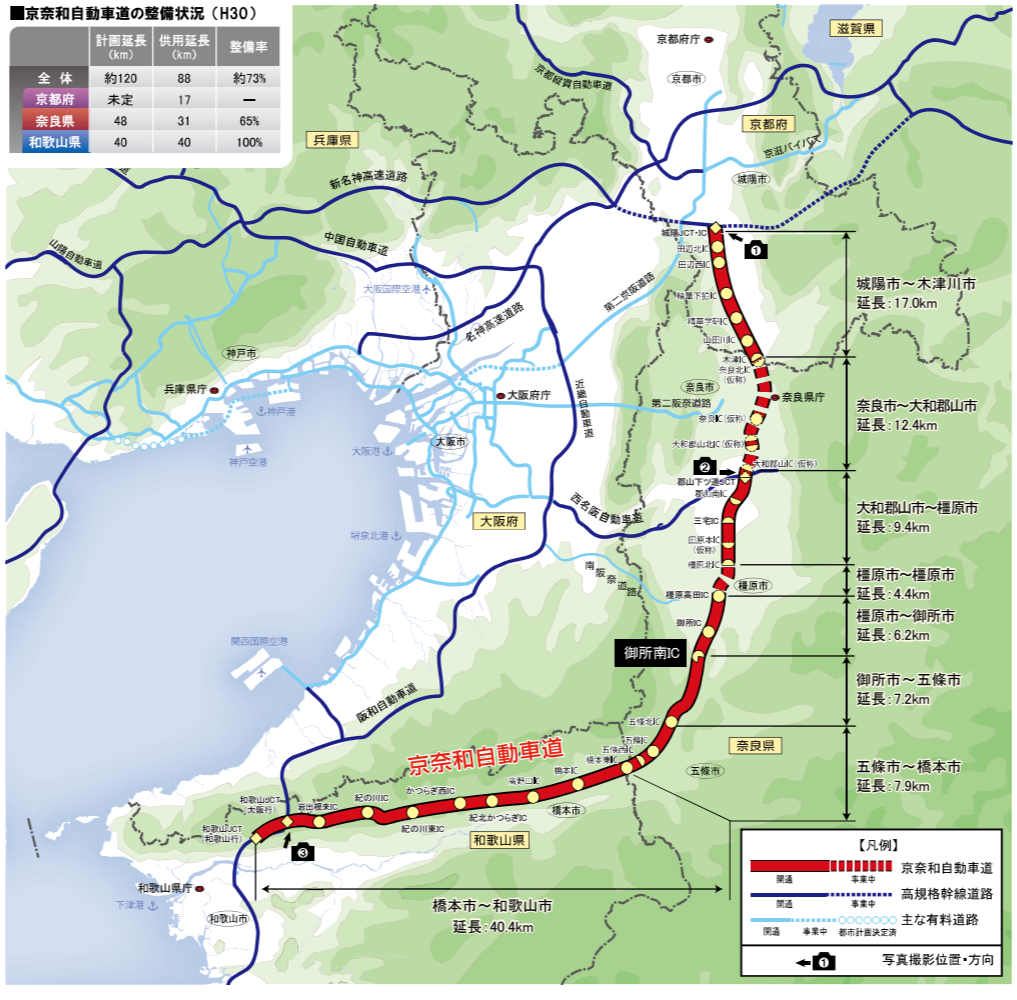 ■京奈和自動車道の整備状況（H30）
計画延長(km) 供用延長(km) 整備率
全 体 約120 88 約73%
京都府 未定 17 ―
奈良県 48 31 65%
和歌山県 40 40 100%
滋賀県
京都府庁
京都市
京都縦貫自動車道
京都府
兵庫県
京滋バイパス
城陽市
新名神高速道路
中国自動車道
山陽自動車道
城陽JCT・IC
田辺北IC
田辺西IC
大阪国際空港
第二京阪道路
名神高速道路
精華下狛IC
精華学研IC
山田川IC
木津IC
奈良北IC
(仮称)
神戸市
兵庫県庁
神戸港
神戸空港
大阪府庁
近畿自動車道
奈良市
第二阪奈道路
奈良県庁
奈良IC(仮称)
大阪市
大阪港
大和郡山北IC(仮称)
大和郡山IC(仮称)
郡山下ツ道JCT
郡山南IC
西名阪自動車道
大阪府
三宅IC
堺泉北港
田原本IC
(仮称)
橿原北IC
南阪奈道路
橿原市
橿原高田IC
御所IC
関西国際空港
御所南IC
阪和自動車道
五條北IC
五條IC
五條西IC
橋本東IC
奈良県
五條市
京奈和自動車道
橋本IC
高野口IC
かつらぎ西IC
紀の川IC
岩出根来IC
和歌山JCT
(大阪行)
和歌山JCT
(和歌山行)
紀の川東IC
紀北かつらぎIC
橋本市
和歌山県
和歌山県庁
下津港
和歌山市
城陽市～木津川市
延長:17.0km
奈良市～大和郡山市
延長:12.4km
大和郡山市～橿原市
延長:9.4km
橿原市～橿原市
延長:4.4km
橿原市～御所市
延長:6.2km
御所市～五條市
延長:7.2km
五條市～橋本市
延長:7.9km
橋本市～和歌山市
延長:40.4km
1
2
3
【凡例】
京奈和自動車道
開通 事業中
高規格幹線道路
開通 事業中
主な有料道路
開通 事業中 都市計画決定済
1 写真撮影位置・方向